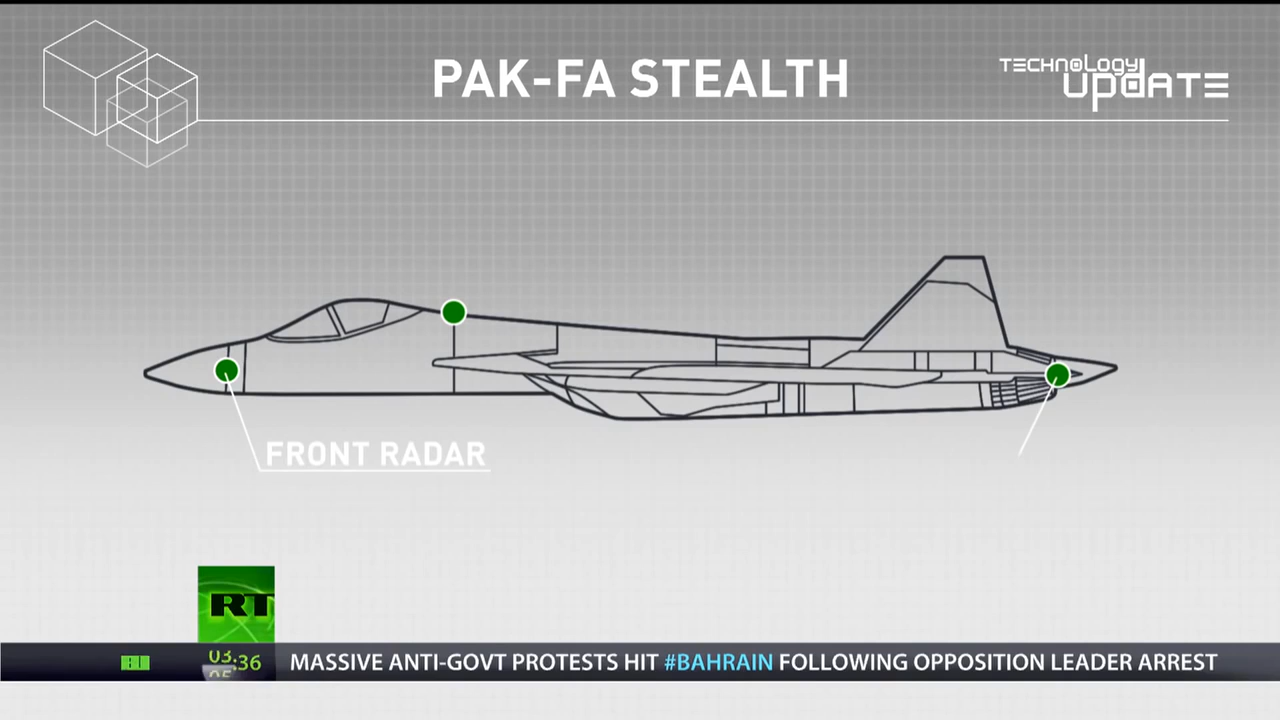 PAK-FA STEALTH
TECHNOLOGY
UPDATE
FRONT RADAR
RT
:36
MASSIVE ANTI-GOVT PROTESTS HIT #BAHRAIN FOLLOWING OPPOSITION LEADER ARREST